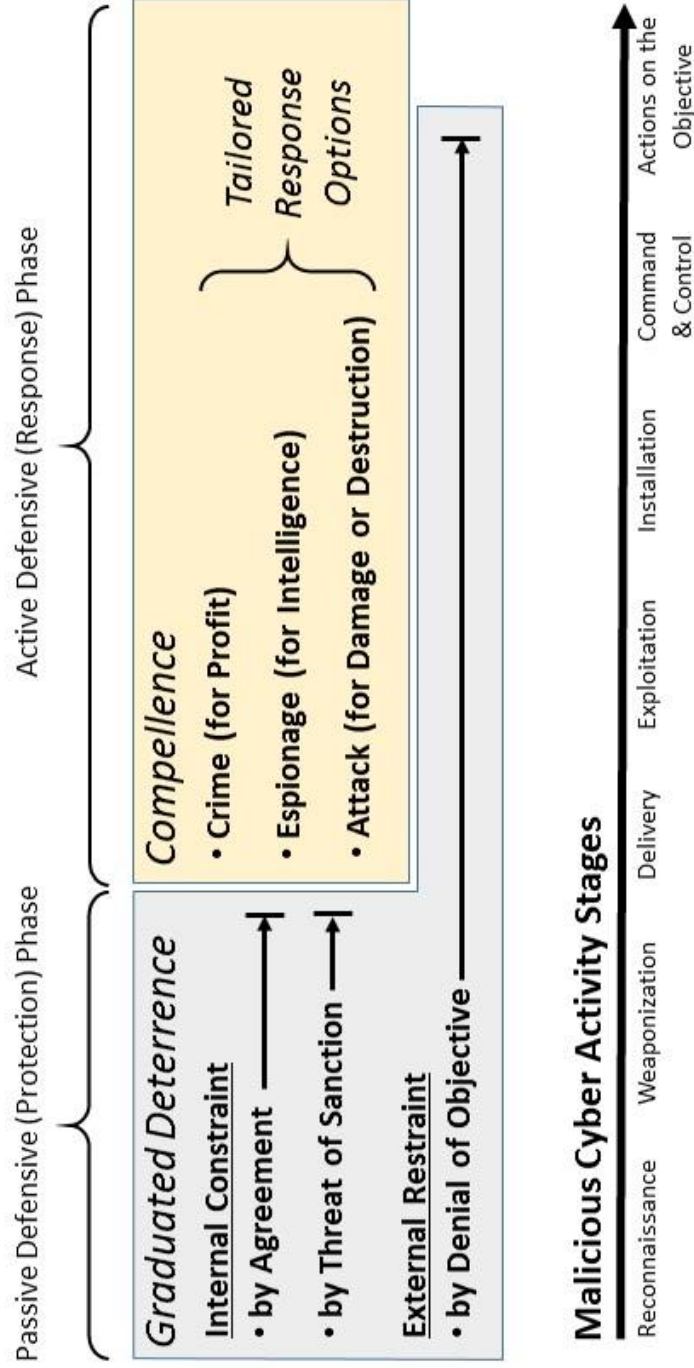 Passive Defensive (Protection) Phase
Active Defensive (Response) Phase
Graduated Deterrence
Internal Constraint
• by Agreement
• by Threat of Sanction
External Restraint
• by Denial of Objective
Compellence
• Crime (for Profit)
• Espionage (for Intelligence)
• Attack (for Damage or Destruction)
Tailored
Response
Options
Malicious Cyber Activity Stages
Reconnaissance
Weaponization
Delivery
Exploitation
Installation
Command
& Control
Actions on the
Objective